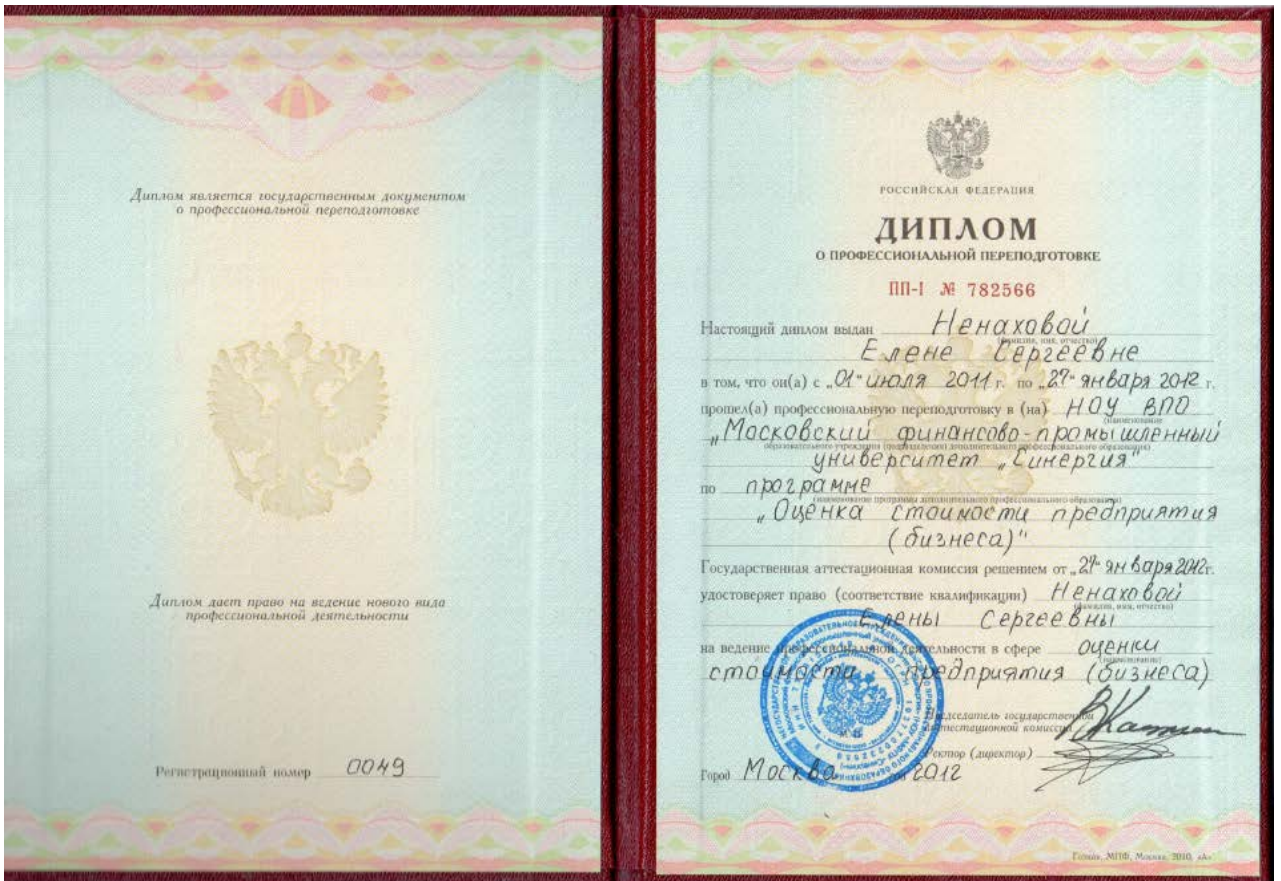 Диплом является государственным документом
о профессиональной переподготовке
Диплом дает право на ведение нового вида
профессиональной деятельности
Регистрационный номер 0049
РОССИЙСКАЯ ФЕДЕРАЦИЯ
ДИПЛОМ
О ПРОФЕССИОНАЛЬНОЙ ПЕРЕПОДГОТОВКЕ
ПП-I № 782566
Настоящий диплом выдан Ненаховой
(фамилия, имя, отчество)
Елене Сергеевне
в том, что он(а) с „01“ июля 2011 г. по „27“ января 2012 г.
прошел(а) профессиональную переподготовку в (на) НОУ ВПО
(наименование
„Московский финансово-промышленный
образовательного учреждения (подразделения) дополнительного профессионального образования)
университет „Синергия"
по программе
(наименование программы дополнительного профессионального образования)
„Оценка стоимости предприятия
(бизнеса)"
Государственная аттестационная комиссия решением от „27“ января 2012г.
удостоверяет право (соответствие квалификации) Ненаховой
(фамилия, имя, отчество)
Елены Сергеевны
на ведение профессиональной деятельности в сфере оценки
(наименование)
стоимости предприятия (бизнеса)
Председатель государственной
аттестационной комиссии
Ректор (директор)
Город Москва 2012
Гознак, МПФ, Москва, 2010, «А».